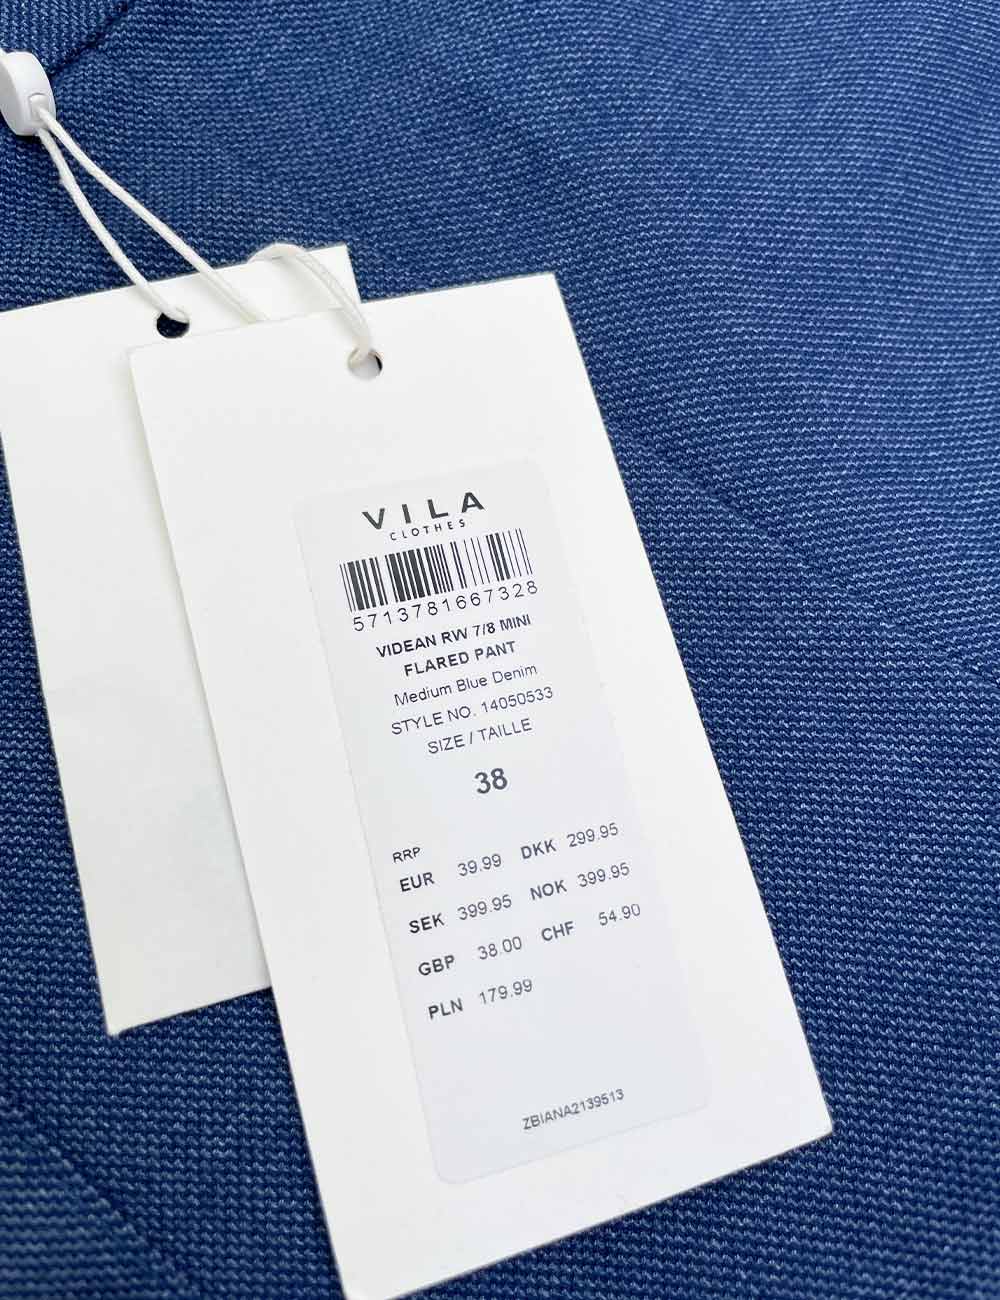 VILA
CLOTHES
5713781667328
VIDEAN RW 7/8 MINI
FLARED PANT
Medium Blue Denim
STYLE NO. 14050533
SIZE / TAILLE
38
RRP
EUR 39.99 DKK 299.95
SEK 399.95 NOK 399.95
GBP 38.00 CHF 54.90
PLN 179.99
ZBIANA2139513